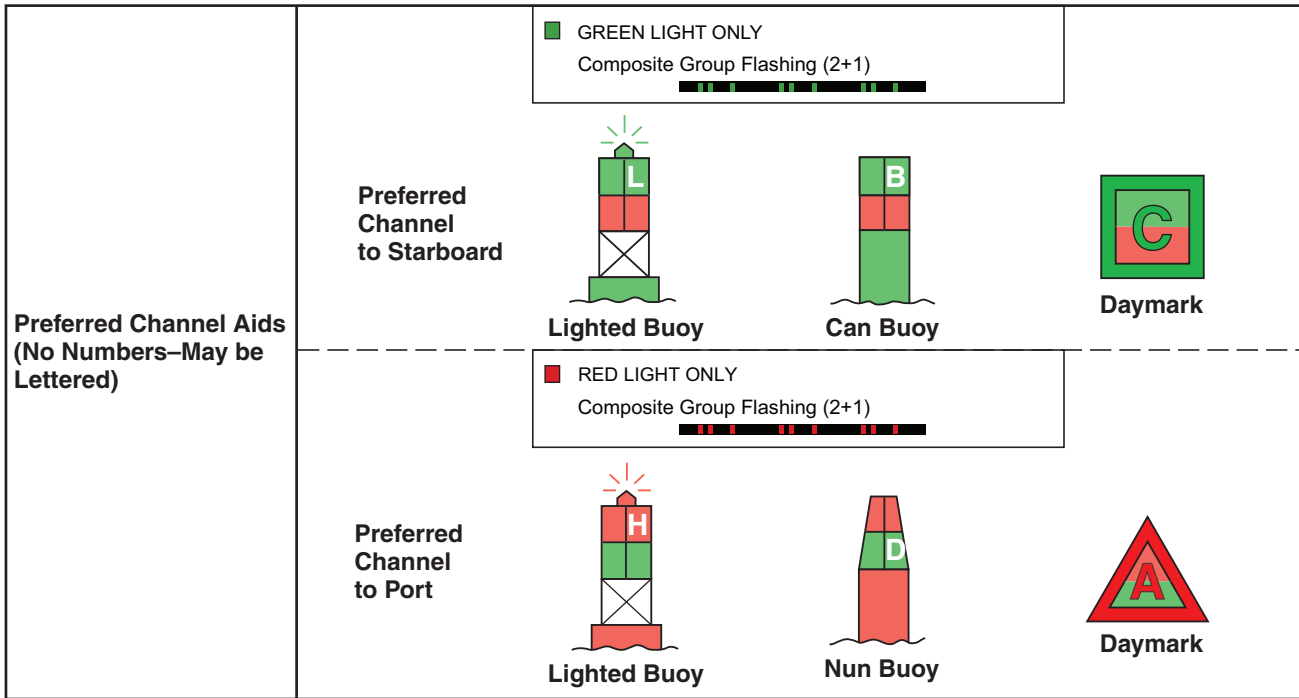 Preferred Channel Aids
(No Numbers–May be
Lettered)
GREEN LIGHT ONLY
Composite Group Flashing (2+1)
Preferred
Channel
to Starboard
L
B
C
Lighted Buoy
Can Buoy
Daymark
RED LIGHT ONLY
Composite Group Flashing (2+1)
Preferred
Channel
to Port
H
D
A
Lighted Buoy
Nun Buoy
Daymark